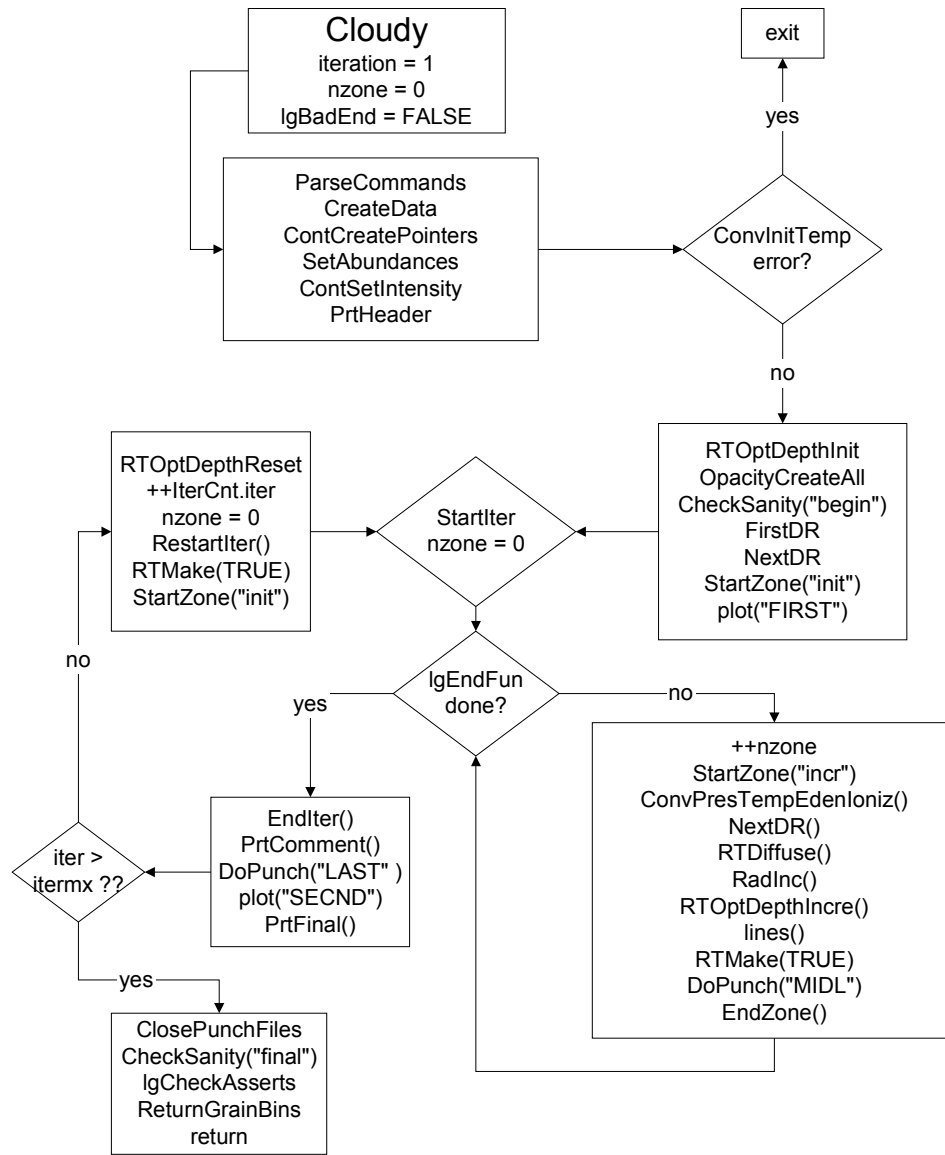 Cloudy
iteration = 1
nzone = 0
lgBadEnd = FALSE
exit
yes
ParseCommands
CreateData
ContCreatePointers
SetAbundances
ContSetIntensity
PrtHeader
ConvInitTemp
error?
no
RTOptDepthReset
++IterCnt.iter
nzone = 0
RestartIter()
RTMake(TRUE)
StartZone("init")
StartIter
nzone = 0
RTOptDepthInit
OpacityCreateAll
CheckSanity("begin")
FirstDR
NextDR
StartZone("init")
plot("FIRST")
no
lgEndFun
done?
yes
no
++nzone
StartZone("incr")
ConvPresTempEdenIoniz()
NextDR()
RTDiffuse()
RadInc()
RTOptDepthIncre()
lines()
RTMake(TRUE)
DoPunch("MIDL")
EndZone()
EndIter()
PrtComment()
DoPunch("LAST" )
plot("SECND")
PrtFinal()
iter >
itermx ??
yes
ClosePunchFiles
CheckSanity("final")
lgCheckAsserts
ReturnGrainBins
return